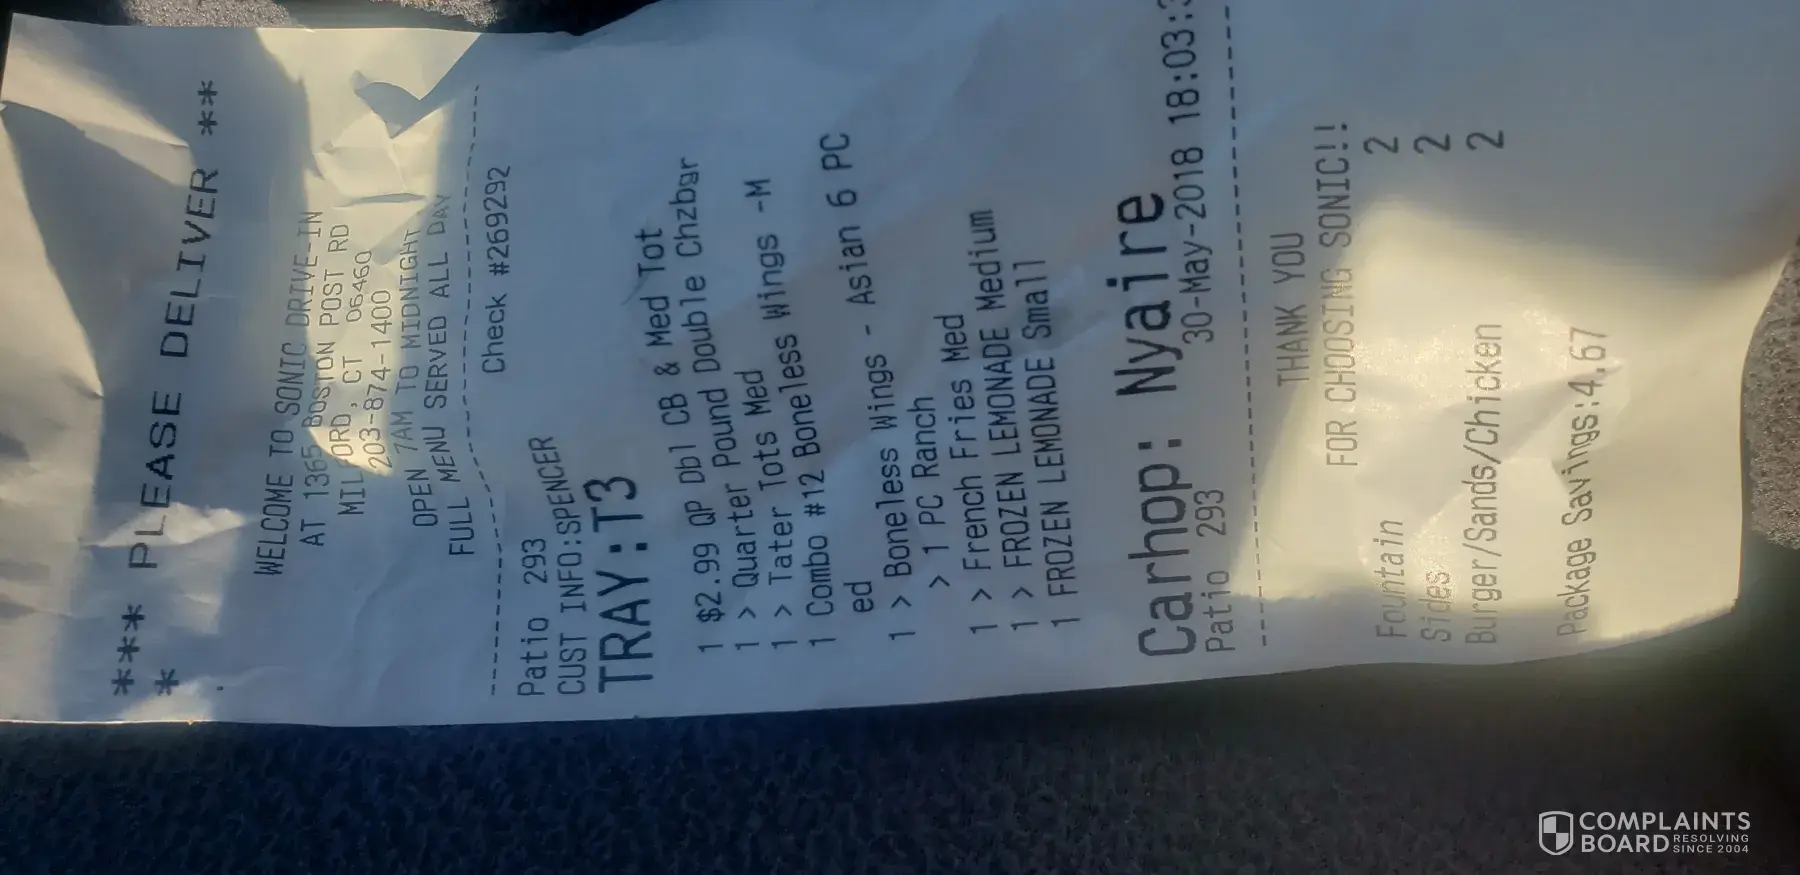 *** PLEASE DELIVER **
*
WELCOME TO SONIC DRIVE-IN
AT 1365 BOSTON POST RD
MILFORD, CT 06460
203-874-1400
OPEN 7AM TO MIDNIGHT
FULL MENU SERVED ALL DAY
Check #269292
Patio 293
CUST INFO:SPENCER
TRAY:T3
1 $2.99 QP Dbl CB & Med Tot
1 > Quarter Pound Double Chzbgr
1 > Tater Tots Med
1 Combo #12 Boneless Wings -M
ed
1 > Boneless Wings - Asian 6 PC
> 1 PC Ranch
1 > French Fries Med
1 > FROZEN LEMONADE Medium
1 FROZEN LEMONADE Small
Carhop: Nyaire
Patio 293 30-May-2018 18:03:
THANK YOU
FOR CHOOSING SONIC!!
Fountain 2
Sides 2
Burger/Sands/Chicken 2
Package Savings:4.67
COMPLAINTS
BOARD RESOLVING
SINCE 2004